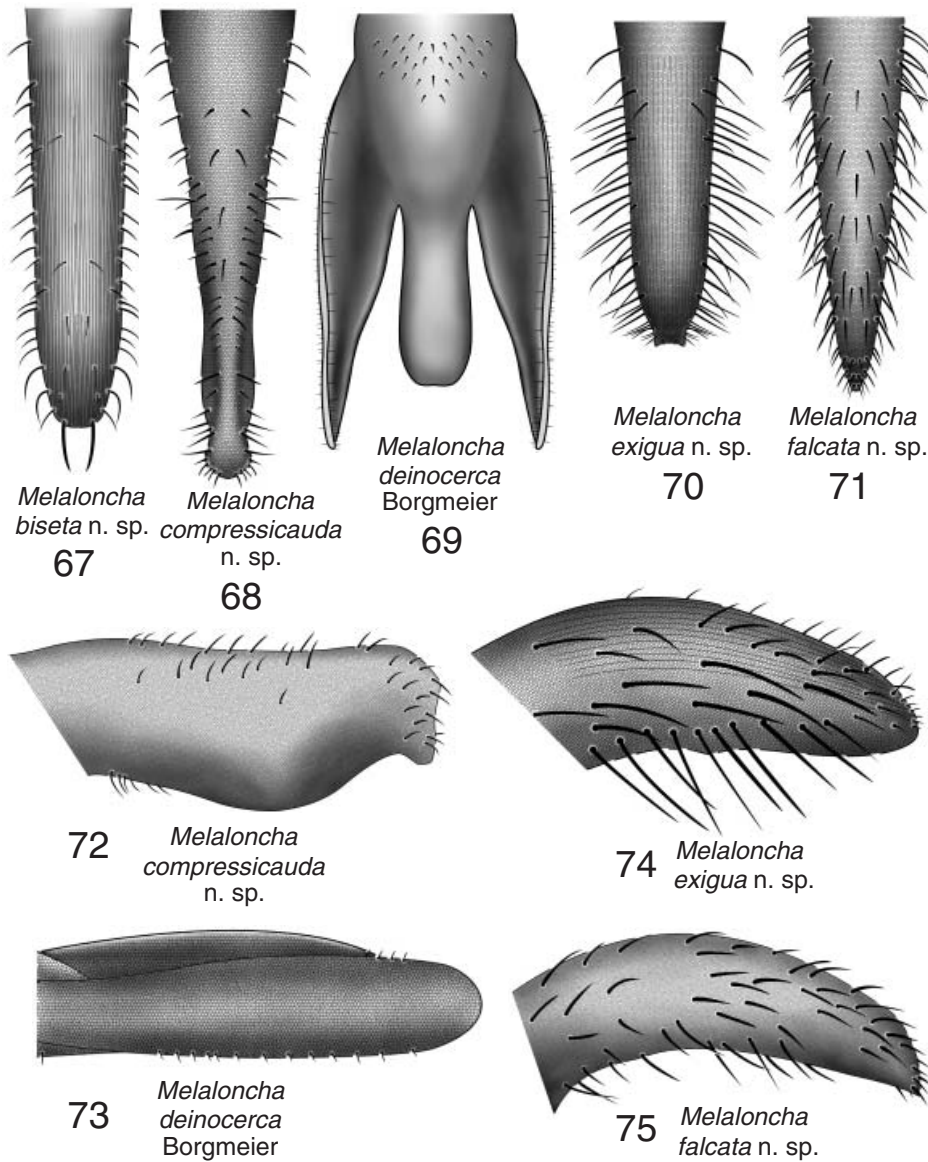 Melaloncha
biseta n. sp.
67
Melaloncha
compressicauda
n. sp.
68
Melaloncha
deinocerca
Borgmeier
69
Melaloncha
exigua n. sp.
70
Melaloncha
falcata n. sp.
71
72
Melaloncha
compressicauda
n. sp.
74
Melaloncha
exigua n. sp.
73
Melaloncha
deinocerca
Borgmeier
75
Melaloncha
falcata n. sp.